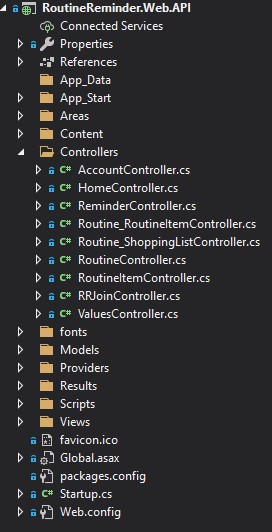 RoutineReminder.Web.API
Connected Services
Properties
References
App_Data
App_Start
Areas
Content
Controllers
AccountController.cs
HomeController.cs
ReminderController.cs
Routine_RoutineItemController.cs
Routine_ShoppingListController.cs
RoutineController.cs
RoutineItemController.cs
RRJoinController.cs
ValuesController.cs
fonts
Models
Providers
Results
Scripts
Views
favicon.ico
Global.asax
packages.config
Startup.cs
Web.config